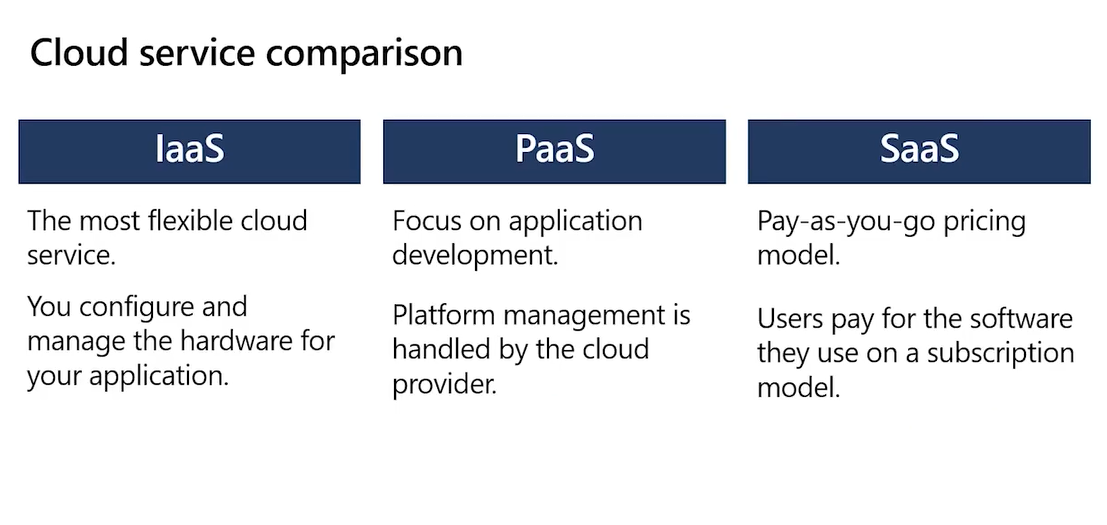 Cloud service comparison
IaaS
The most flexible cloud
service.
You configure and
manage the hardware for
your application.
PaaS
Focus on application
development.
Platform management is
handled by the cloud
provider.
SaaS
Pay-as-you-go pricing
model.
Users pay for the software
they use on a subscription
model.